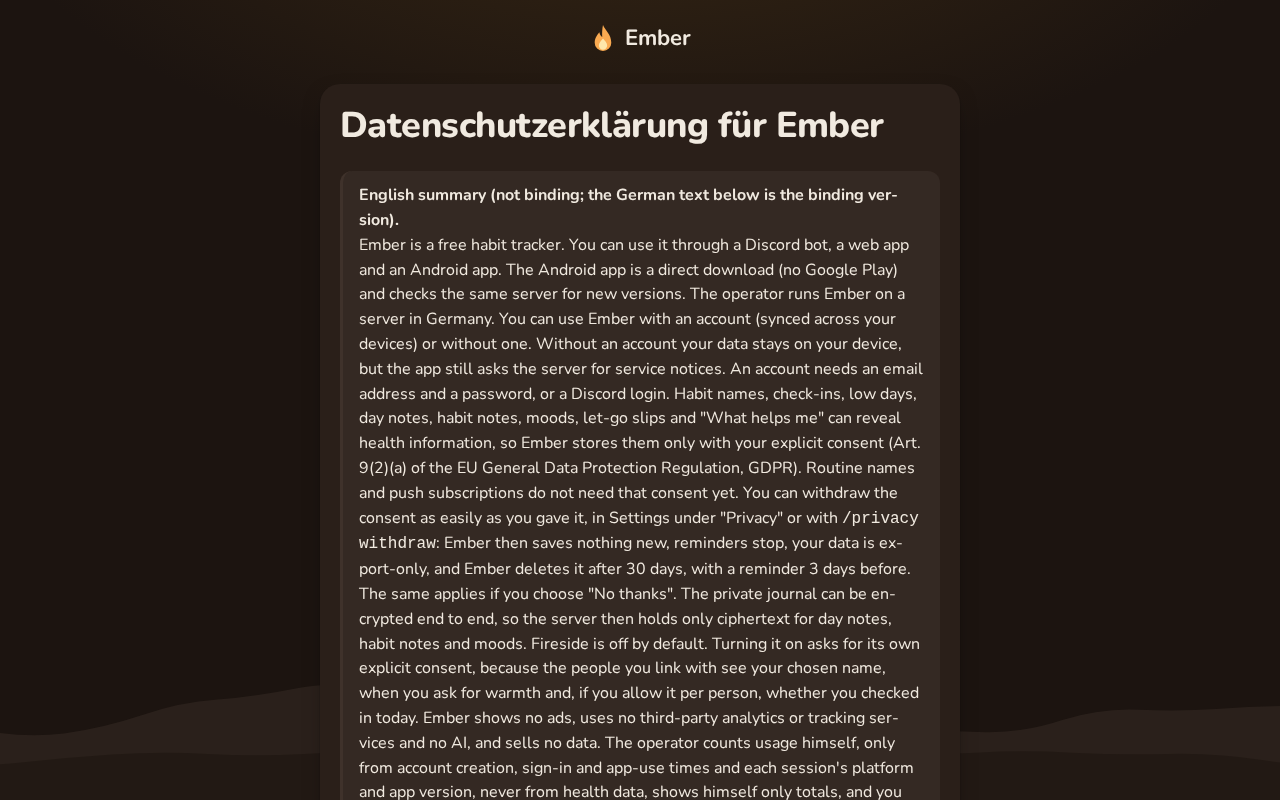 Ember
Datenschutzerklärung für Ember
English summary (not binding; the German text below is the binding ver-
sion).
Ember is a free habit tracker. You can use it through a Discord bot, a web app
and an Android app. The Android app is a direct download (no Google Play)
and checks the same server for new versions. The operator runs Ember on a
server in Germany. You can use Ember with an account (synced across your
devices) or without one. Without an account your data stays on your device,
but the app still asks the server for service notices. An account needs an email
address and a password, or a Discord login. Habit names, check-ins, low days,
day notes, habit notes, moods, let-go slips and "What helps me" can reveal
health information, so Ember stores them only with your explicit consent (Art.
9(2)(a) of the EU General Data Protection Regulation, GDPR). Routine names
and push subscriptions do not need that consent yet. You can withdraw the
consent as easily as you gave it, in Settings under "Privacy" or with /privacy
withdraw: Ember then saves nothing new, reminders stop, your data is ex-
port-only, and Ember deletes it after 30 days, with a reminder 3 days before.
The same applies if you choose "No thanks". The private journal can be en-
crypted end to end, so the server then holds only ciphertext for day notes,
habit notes and moods. Fireside is off by default. Turning it on asks for its own
explicit consent, because the people you link with see your chosen name,
when you ask for warmth and, if you allow it per person, whether you checked
in today. Ember shows no ads, uses no third-party analytics or tracking ser-
vices and no AI, and sells no data. The operator counts usage himself, only
from account creation, sign-in and app-use times and each session's platform
and app version, never from health data, shows himself only totals, and you